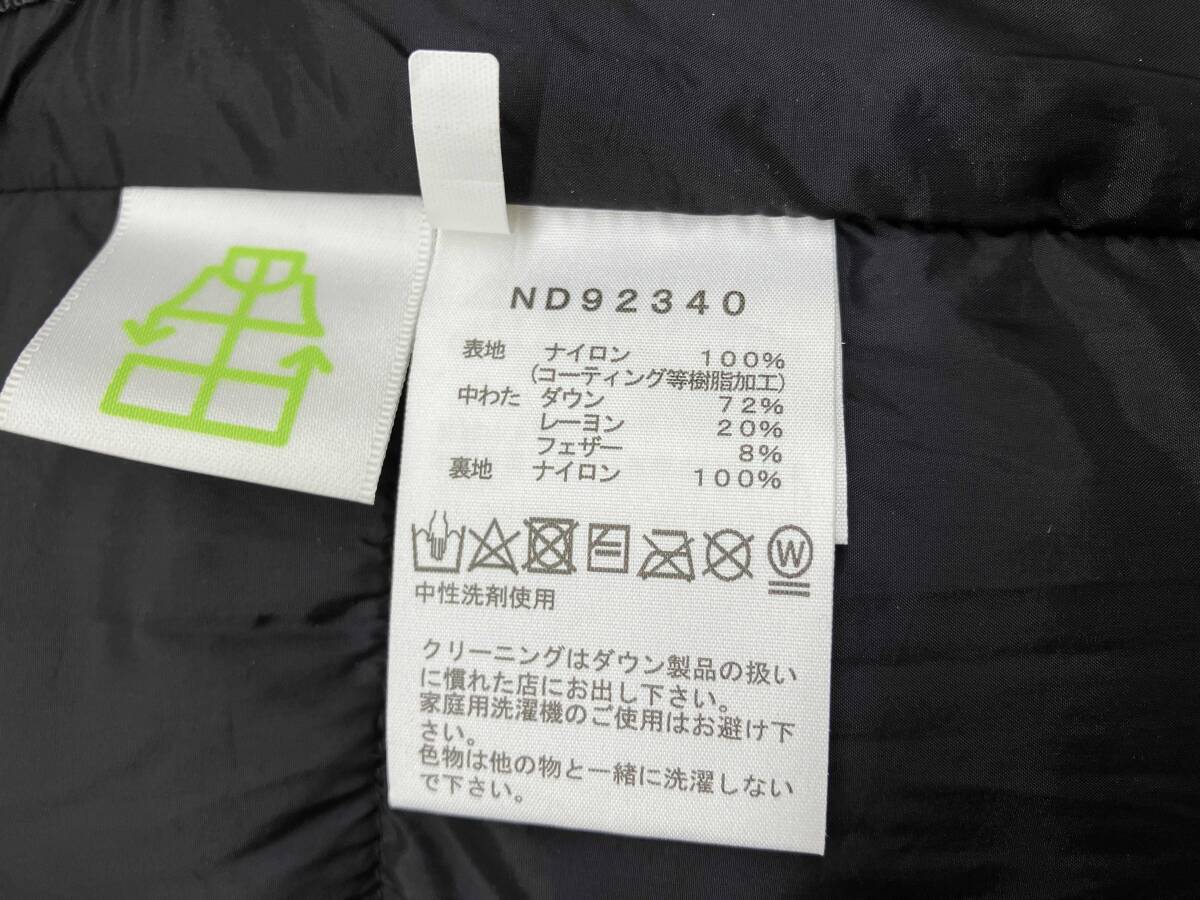 ND92340
表地 ナイロン 100%
(コーティング等樹脂加工)
中わた ダウン 72%
レーヨン 20%
フェザー 8%
裏地 ナイロン 100%
W
中性洗剤使用
クリーニングはダウン製品の扱い
に慣れた店にお出し下さい。
家庭用洗濯機のご使用はお避け下
さい。
色物は他の物と一緒に洗濯しない
で下さい。